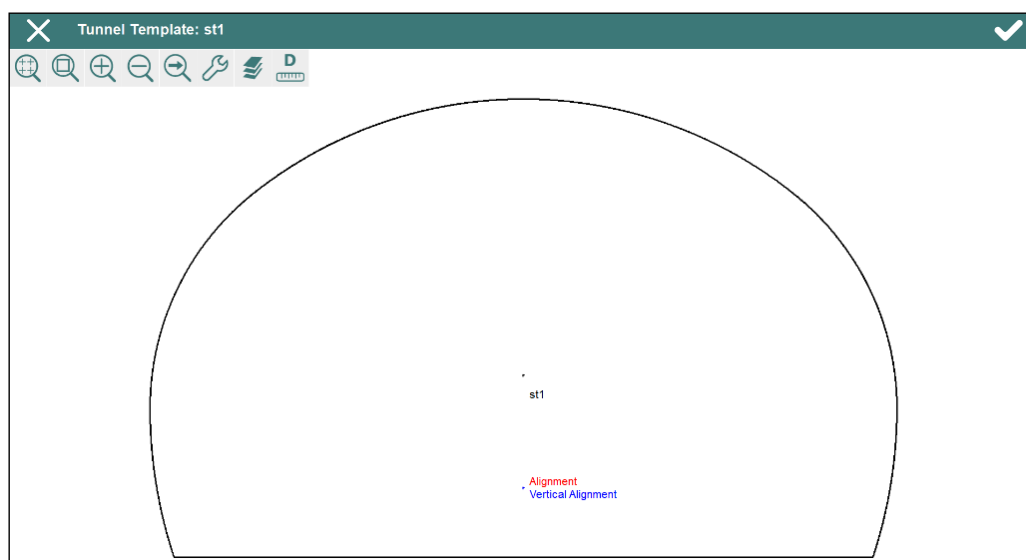 Tunnel Template: st1
D
st1
Alignment
Vertical Alignment